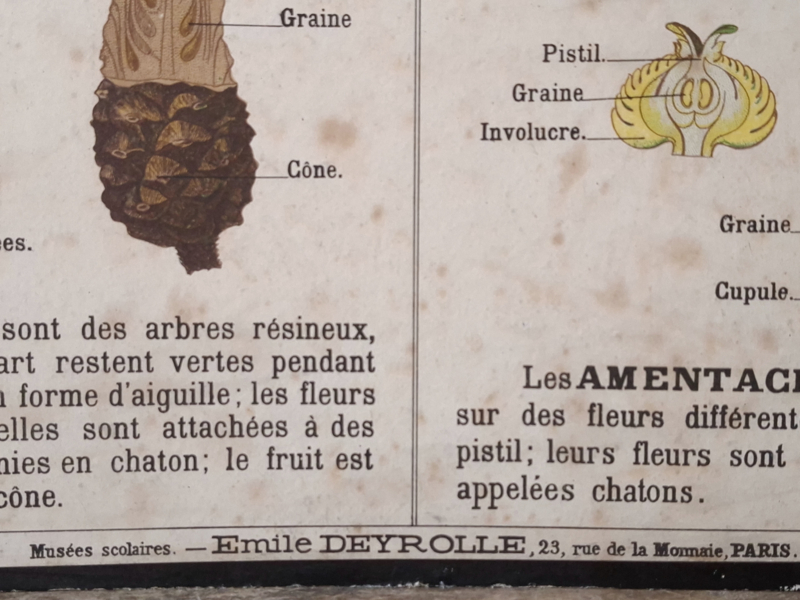 Graine
Cône.
ées.
sont des arbres résineux,
art restent vertes pendant
forme d'aiguille; les fleurs
elles sont attachées à des
nies en chaton; le fruit est
cône.
Pistil.
Graine
Involucre.
Graine
Cupule.
Les AMENTAC
sur des fleurs différent
pistil; leurs fleurs sont
appelées chatons.
Musées scolaires. — Emile DEYROLLE, 23, rue de la Monnaie, PARIS.